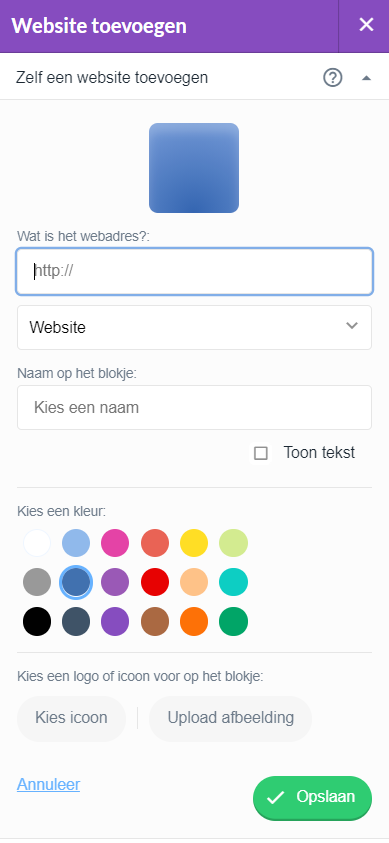 Website toevoegen
Zelf een website toevoegen
Wat is het webadres?:
http://
Website
Naam op het blokje:
Kies een naam
Toon tekst
Kies een kleur:
Kies een logo of icoon voor op het blokje:
Kies icoon
Upload afbeelding
Annuleer
Opslaan